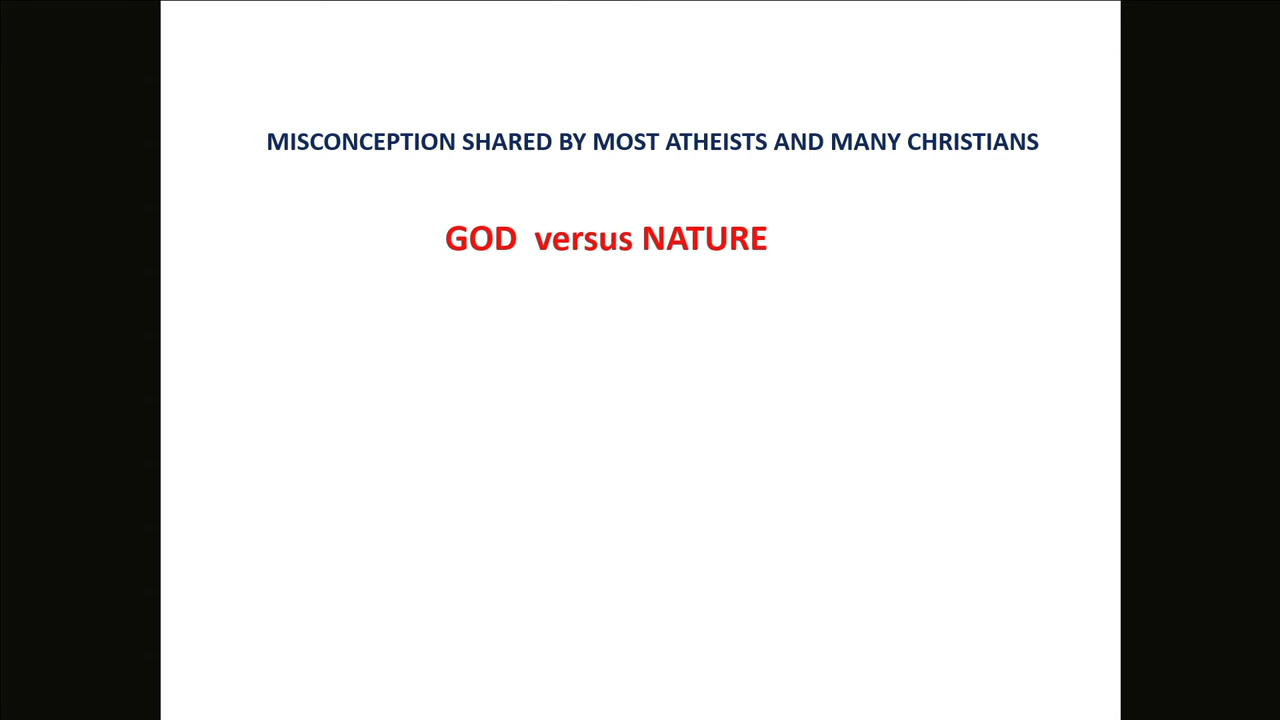 MISCONCEPTION SHARED BY MOST ATHEISTS AND MANY CHRISTIANS
GOD versus NATURE